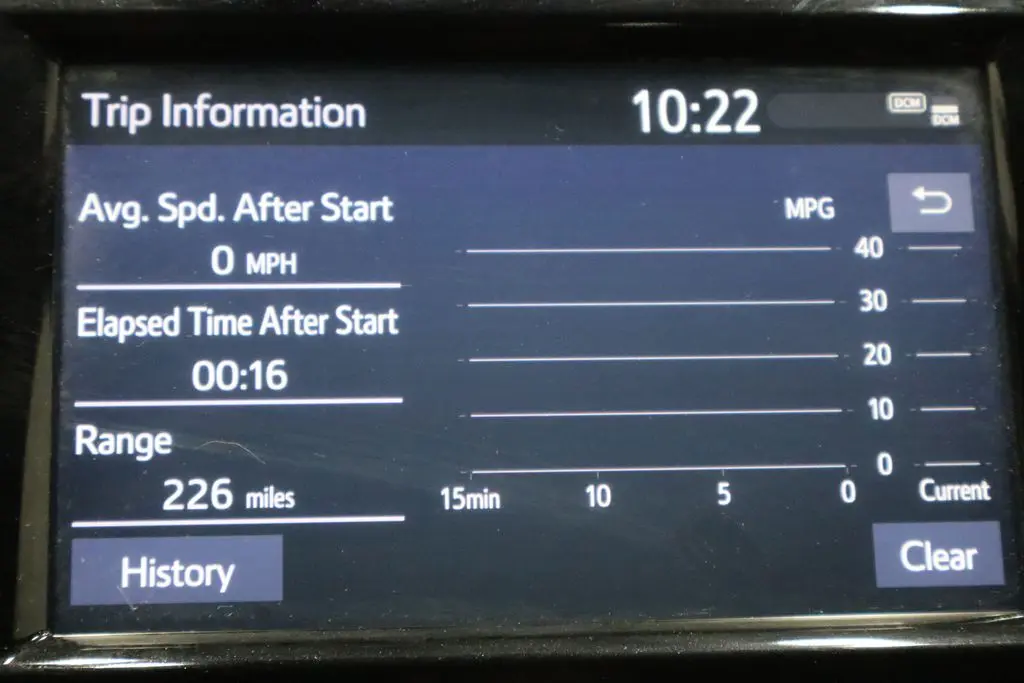 Trip Information 10:22 DCM
DCM
Avg. Spd. After Start MPG
0 MPH 40
Elapsed Time After Start 30
00:16 20
Range 10
226 miles 0
15min 10 5 0 Current
History Clear